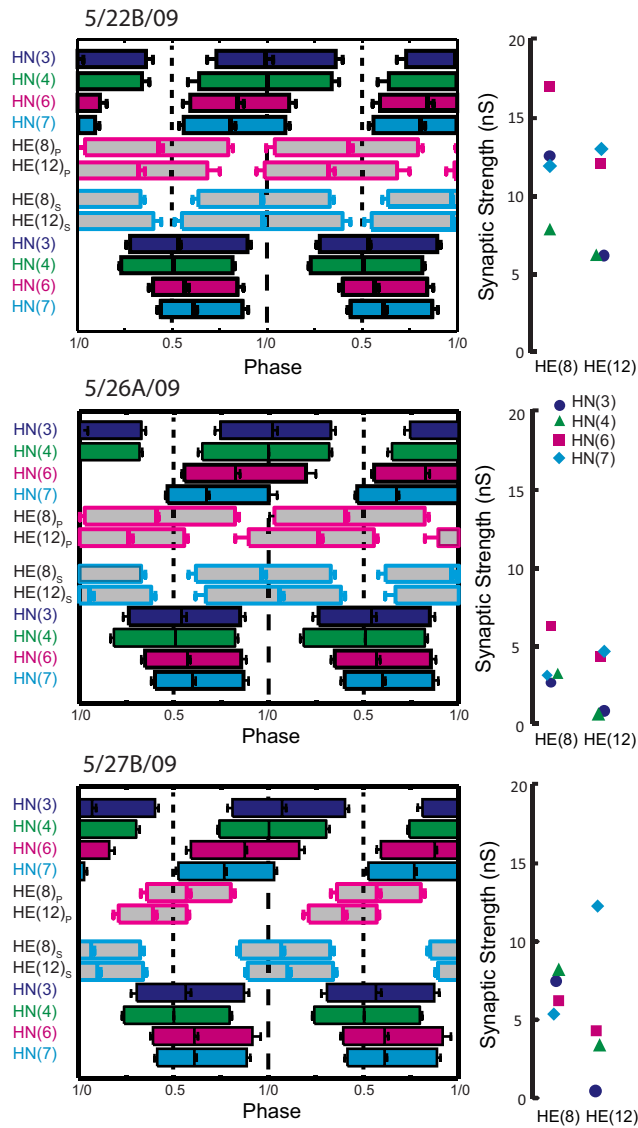 5/22B/09
HN(3)
HN(4)
HN(6)
HN(7)
HE(8)P
HE(12)P
HE(8)S
HE(12)S
HN(3)
HN(4)
HN(6)
HN(7)
1/0 0.5 1/0 0.5 1/0
Phase
Synaptic Strength (nS)
20
15
10
5
0
HE(8) HE(12)
5/26A/09
HN(3)
HN(4)
HN(6)
HN(7)
HE(8)P
HE(12)P
HE(8)S
HE(12)S
HN(3)
HN(4)
HN(6)
HN(7)
1/0 0.5 1/0 0.5 1/0
Phase
Synaptic Strength (nS)
20
15
10
5
0
HE(8) HE(12)
HN(3)
HN(4)
HN(6)
HN(7)
5/27B/09
HN(3)
HN(4)
HN(6)
HN(7)
HE(8)P
HE(12)P
HE(8)S
HE(12)S
HN(3)
HN(4)
HN(6)
HN(7)
1/0 0.5 1/0 0.5 1/0
Phase
Synaptic Strength (nS)
20
15
10
5
0
HE(8) HE(12)